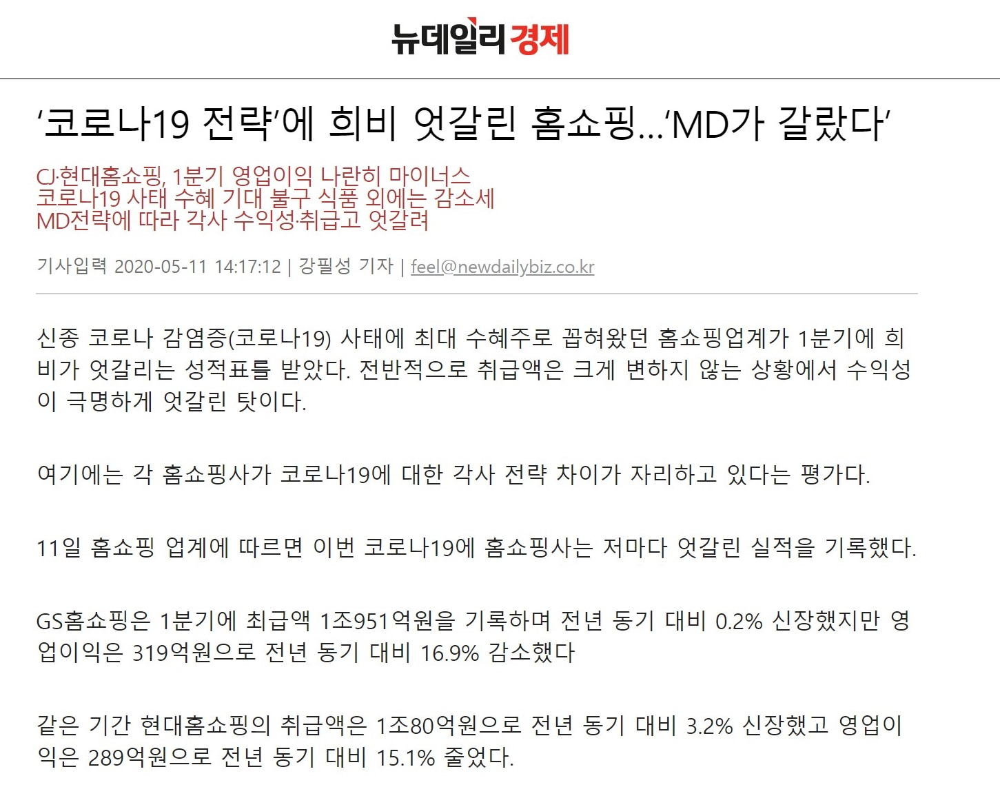 뉴데일리 경제
‘코로나19 전략’에 희비 엇갈린 홈쇼핑…‘MD가 갈랐다’
CJ·현대홈쇼핑, 1분기 영업이익 나란히 마이너스
코로나19 사태 수혜 기대 불구 식품 외에는 감소세
MD전략에 따라 각사 수익성·취급고 엇갈려
기사입력 2020-05-11 14:17:12 | 강필성 기자 | feel@newdailybiz.co.kr
신종 코로나 감염증(코로나19) 사태에 최대 수혜주로 꼽혀왔던 홈쇼핑업계가 1분기에 희
비가 엇갈리는 성적표를 받았다. 전반적으로 취급액은 크게 변하지 않는 상황에서 수익성
이 극명하게 엇갈린 탓이다.
여기에는 각 홈쇼핑사가 코로나19에 대한 각사 전략 차이가 자리하고 있다는 평가다.
11일 홈쇼핑 업계에 따르면 이번 코로나19에 홈쇼핑사는 저마다 엇갈린 실적을 기록했다.
GS홈쇼핑은 1분기에 최급액 1조951억원을 기록하며 전년 동기 대비 0.2% 신장했지만 영
업이익은 319억원으로 전년 동기 대비 16.9% 감소했다
같은 기간 현대홈쇼핑의 취급액은 1조80억원으로 전년 동기 대비 3.2% 신장했고 영업이
익은 289억원으로 전년 동기 대비 15.1% 줄었다.